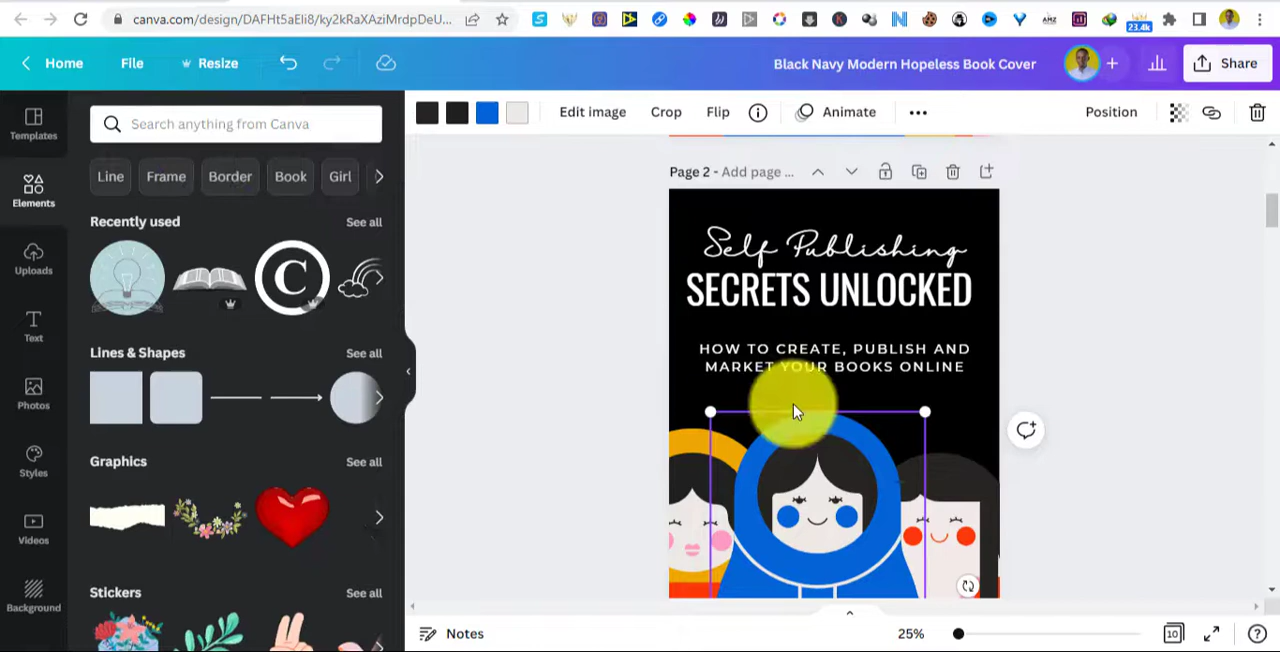 canva.com/design/DAFHt5aEli8/ky2kRaXAziMrdpDeU...
23.4k
Home
File
Resize
Black Navy Modern Hopeless Book Cover
Share
Search anything from Canva
Edit image
Crop
Flip
Animate
Position
Templates
Elements
Uploads
Text
Photos
Styles
Videos
Background
Line
Frame
Border
Book
Girl
Recently used
See all
C
Lines & Shapes
See all
Graphics
See all
Stickers
See all
Page 2 - Add page ...
Self Publishing
SECRETS UNLOCKED
HOW TO CREATE, PUBLISH AND
MARKET YOUR BOOKS ONLINE
Notes
25%
10